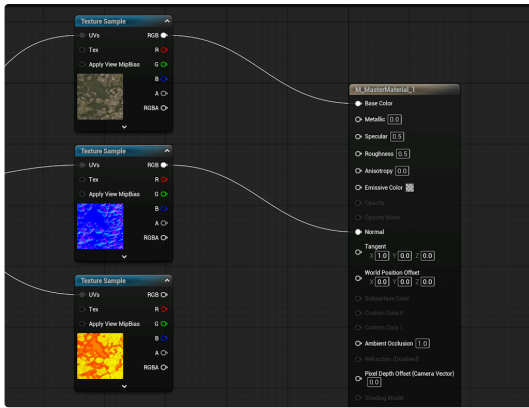 Texture Sample
UVs RGB
Tex R
Apply View MipBias G
B
A
RGBA
Texture Sample
UVs RGB
Tex R
Apply View MipBias G
B
A
RGBA
Texture Sample
UVs RGB
Tex R
Apply View MipBias G
B
A
RGBA
M_MasterMaterial_1
Base Color
Metallic 0.0
Specular 0.5
Roughness 0.5
Anisotropy 0.0
Emissive Color
Opacity
Opacity Mask
Normal
Tangent
X 1.0 Y 0.0 Z 0.0
World Position Offset
X 0.0 Y 0.0 Z 0.0
Subsurface Color
Custom Data 0
Custom Data 1
Ambient Occlusion 1.0
Refraction (Disabled)
Pixel Depth Offset (Camera Vector)
0.0
Shading Model